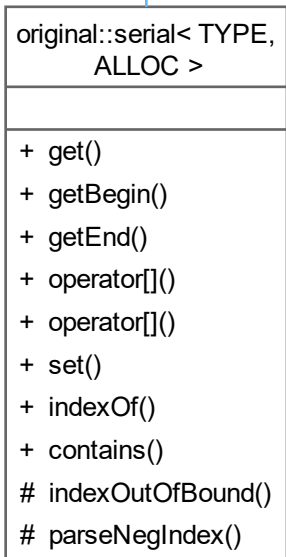 original::serial< TYPE,
ALLOC >
+ get()
+ getBegin()
+ getEnd()
+ operator[]()
+ operator[]()
+ set()
+ indexOf()
+ contains()
# indexOutOfBound()
# parseNegIndex()